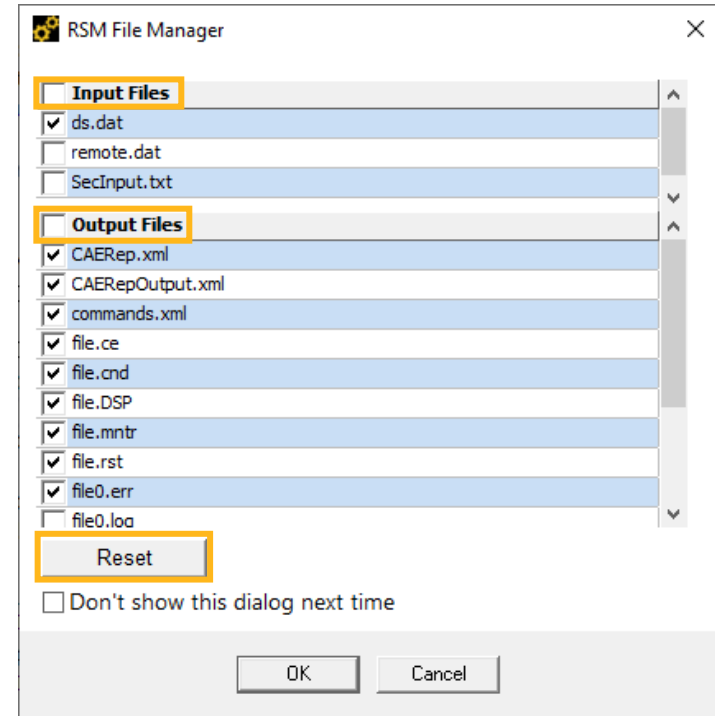 RSM File Manager
Input Files
ds.dat
remote.dat
SecInput.txt
Output Files
CAERep.xml
CAERepOutput.xml
commands.xml
file.ce
file.cnd
file.DSP
file.mntr
file.rst
file0.err
file0.log
Reset
Don't show this dialog next time
OK
Cancel